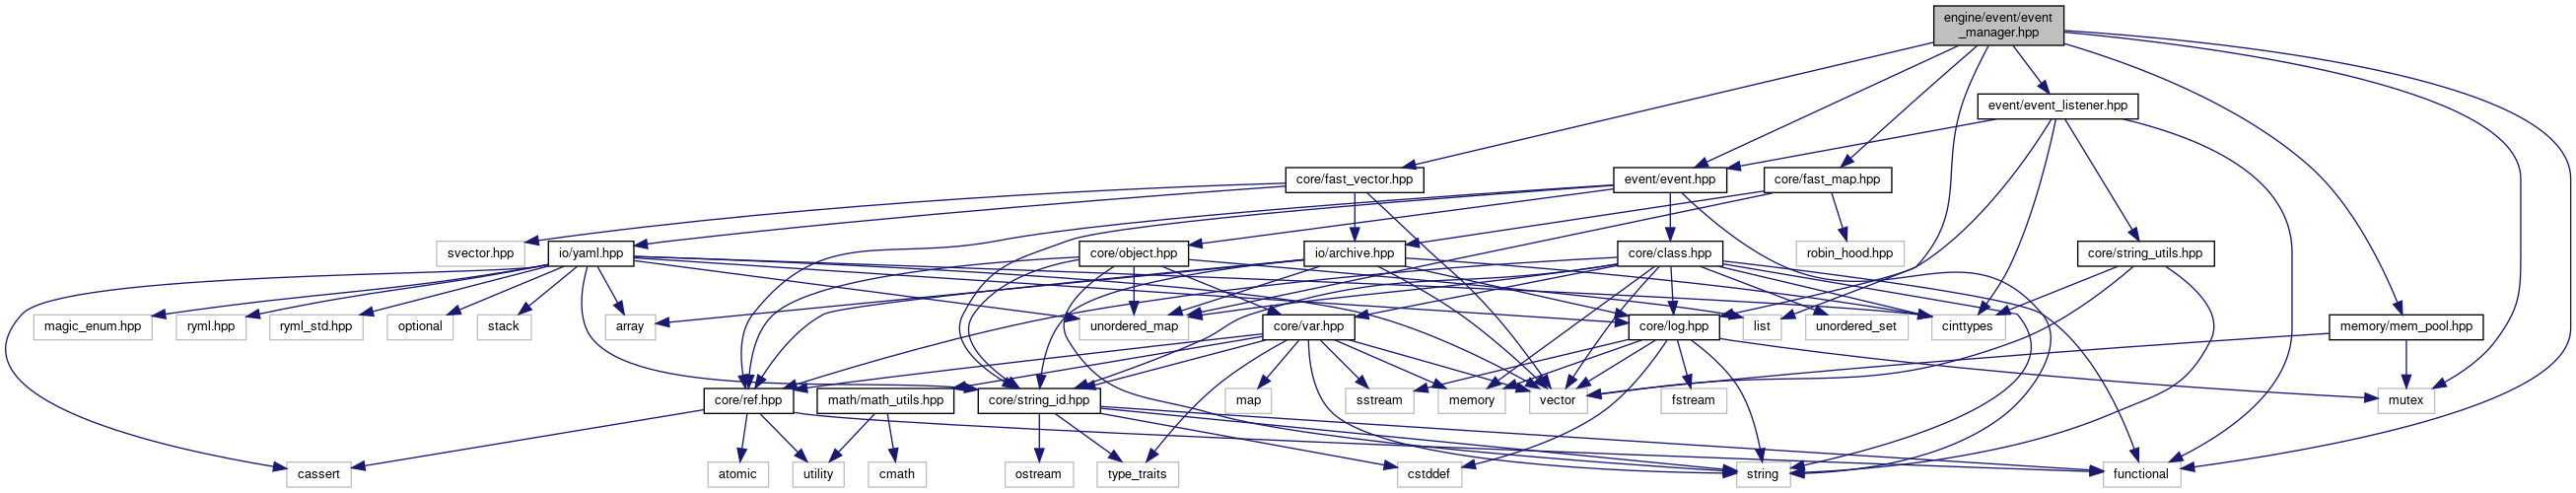 engine/event/event
_manager.hpp
event/event_listener.hpp
core/fast_vector.hpp
event/event.hpp
core/fast_map.hpp
svector.hpp
io/yaml.hpp
core/object.hpp
io/archive.hpp
core/class.hpp
robin_hood.hpp
core/string_utils.hpp
magic_enum.hpp
ryml.hpp
ryml_std.hpp
optional
stack
array
unordered_map
core/var.hpp
core/log.hpp
list
unordered_set
cinttypes
memory/mem_pool.hpp
core/ref.hpp
math/math_utils.hpp
core/string_id.hpp
map
sstream
memory
vector
fstream
mutex
cassert
atomic
utility
cmath
ostream
type_traits
cstddef
string
functional